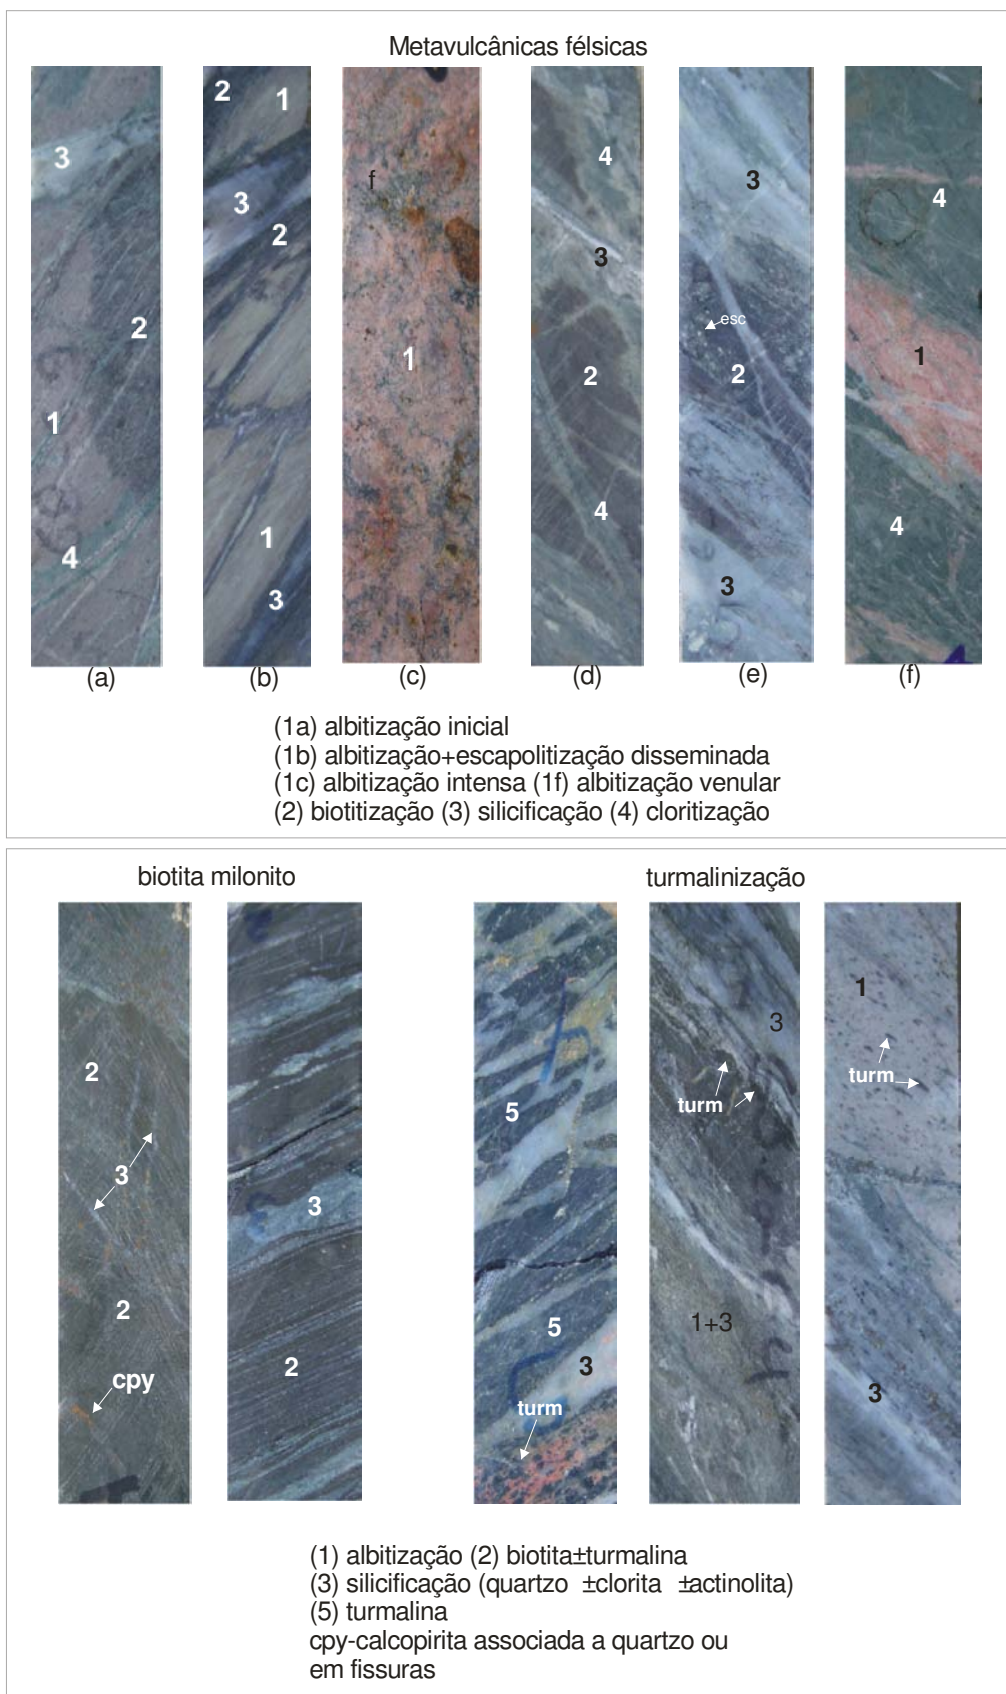 Metavulcânicas félsicas
3
1
2
4
2
1
3
2
1
3
f
1
4
3
2
4
3
esc
2
3
4
1
4
(a)
(b)
(c)
(d)
(e)
(f)
(1a) albitização inicial
(1b) albitização+escapolitização disseminada
(1c) albitização intensa (1f) albitização venular
(2) biotitização (3) silicificação (4) cloritização
biotita milonito
turmalinização
2
3
2
cpy
3
2
5
5
3
turm
3
turm
1+3
1
turm
3
(1) albitização (2) biotita±turmalina
(3) silicificação (quartzo ±clorita ±actinolita)
(5) turmalina
cpy-calcopirita associada a quartzo ou
em fissuras